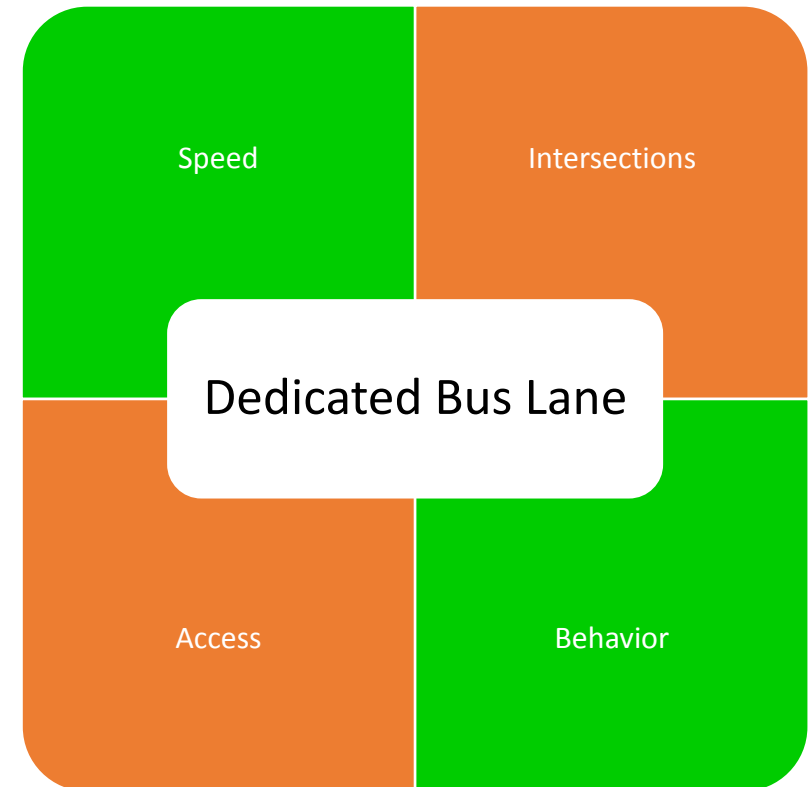 Speed
Intersections
Dedicated Bus Lane
Access
Behavior